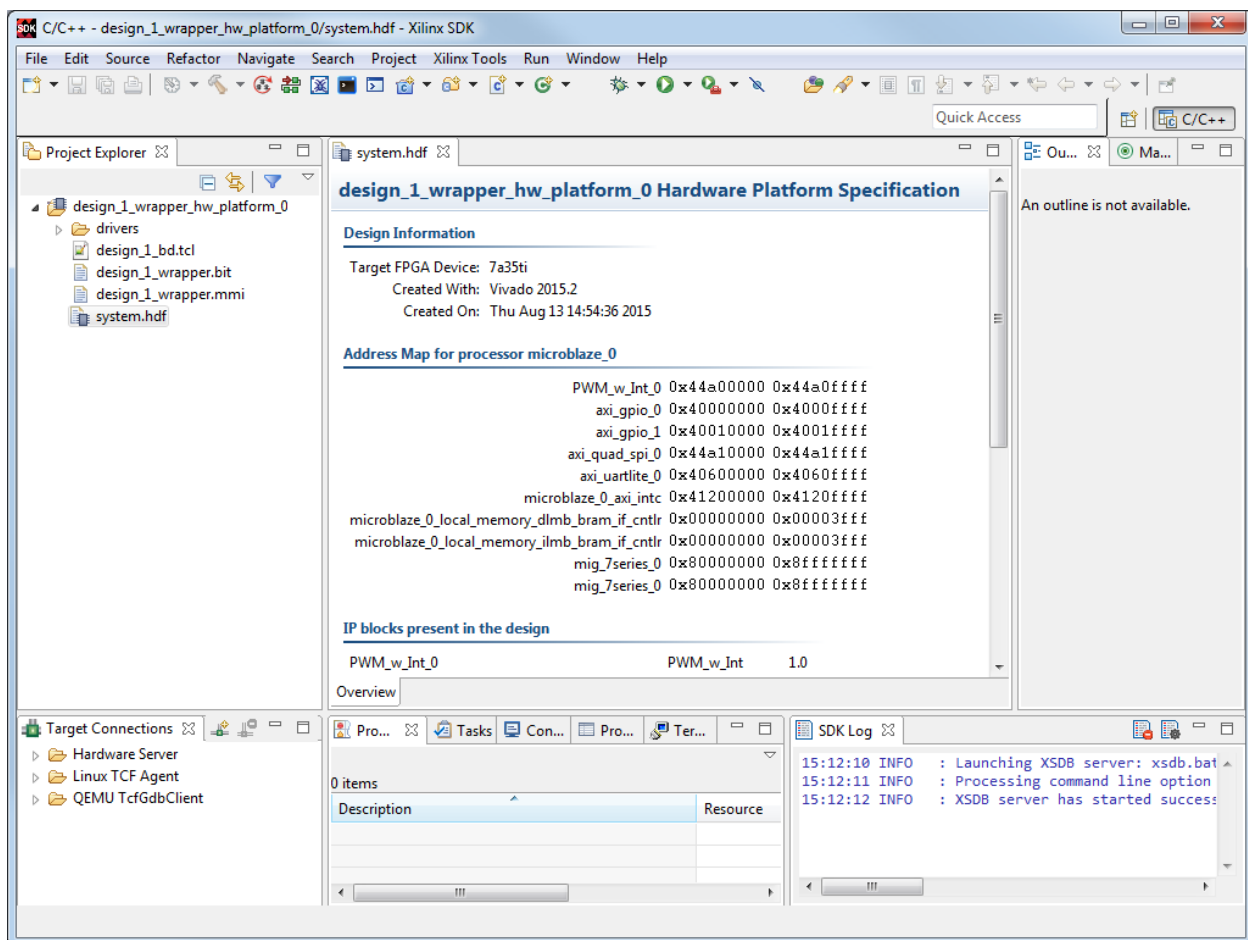 C/C++ - design_1_wrapper_hw_platform_0/system.hdf - Xilinx SDK
File Edit Source Refactor Navigate Search Project Xilinx Tools Run Window Help
Quick Access
C/C++
Project Explorer
design_1_wrapper_hw_platform_0
drivers
design_1_bd.tcl
design_1_wrapper.bit
design_1_wrapper.mmi
system.hdf
system.hdf
design_1_wrapper_hw_platform_0 Hardware Platform Specification
Design Information
Target FPGA Device: 7a35ti
Created With: Vivado 2015.2
Created On: Thu Aug 13 14:54:36 2015
Address Map for processor microblaze_0
PWM_w_Int_0 0x44a00000 0x44a0ffff
axi_gpio_0 0x40000000 0x4000ffff
axi_gpio_1 0x40010000 0x4001ffff
axi_quad_spi_0 0x44a10000 0x44a1ffff
axi_uartlite_0 0x40600000 0x4060ffff
microblaze_0_axi_intc 0x41200000 0x4120ffff
microblaze_0_local_memory_dlmb_bram_if_cntlr 0x00000000 0x00003fff
microblaze_0_local_memory_ilmb_bram_if_cntlr 0x00000000 0x00003fff
mig_7series_0 0x80000000 0x8fffffff
mig_7series_0 0x80000000 0x8fffffff
IP blocks present in the design
PWM_w_Int_0 PWM_w_Int 1.0
Overview
Ou... Ma...
An outline is not available.
Target Connections
Hardware Server
Linux TCF Agent
QEMU TcfGdbClient
Pro... Tasks Con... Pro... Ter...
0 items
Description Resource
SDK Log
15:12:10 INFO : Launching XSDB server: xsdb.bat
15:12:11 INFO : Processing command line option
15:12:12 INFO : XSDB server has started success